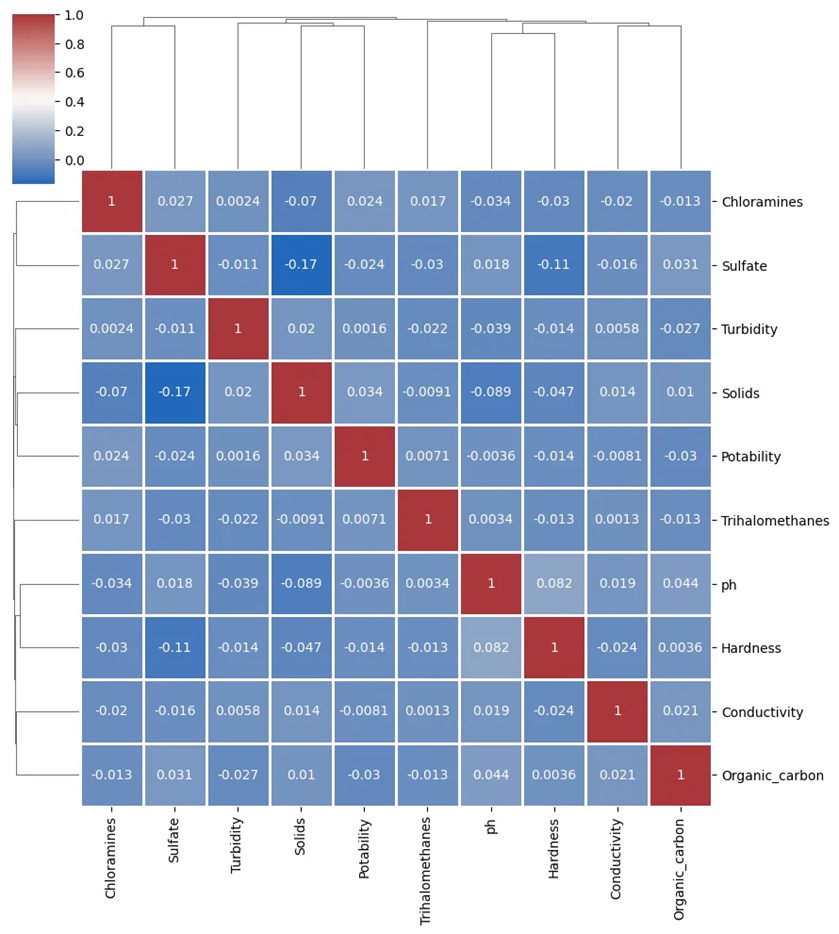 1.0
0.8
0.6
0.4
0.2
0.0
1 0.027 0.0024 -0.07 0.024 0.017 -0.034 -0.03 -0.02 -0.013 Chloramines
0.027 1 -0.011 -0.17 -0.024 -0.03 0.018 -0.11 -0.016 0.031 Sulfate
0.0024 -0.011 1 0.02 0.0016 -0.022 -0.039 -0.014 0.0058 -0.027 Turbidity
-0.07 -0.17 0.02 1 0.034 -0.0091 -0.089 -0.047 0.014 0.01 Solids
0.024 -0.024 0.0016 0.034 1 0.0071 -0.0036 -0.014 -0.0081 -0.03 Potability
0.017 -0.03 -0.022 -0.0091 0.0071 1 0.0034 -0.013 0.0013 -0.013 Trihalomethanes
-0.034 0.018 -0.039 -0.089 -0.0036 0.0034 1 0.082 0.019 0.044 ph
-0.03 -0.11 -0.014 -0.047 -0.014 -0.013 0.082 1 -0.024 0.0036 Hardness
-0.02 -0.016 0.0058 0.014 -0.0081 0.0013 0.019 -0.024 1 0.021 Conductivity
-0.013 0.031 -0.027 0.01 -0.03 -0.013 0.044 0.0036 0.021 1 Organic_carbon
Chloramines
Sulfate
Turbidity
Solids
Potability
Trihalomethanes
ph
Hardness
Conductivity
Organic_carbon